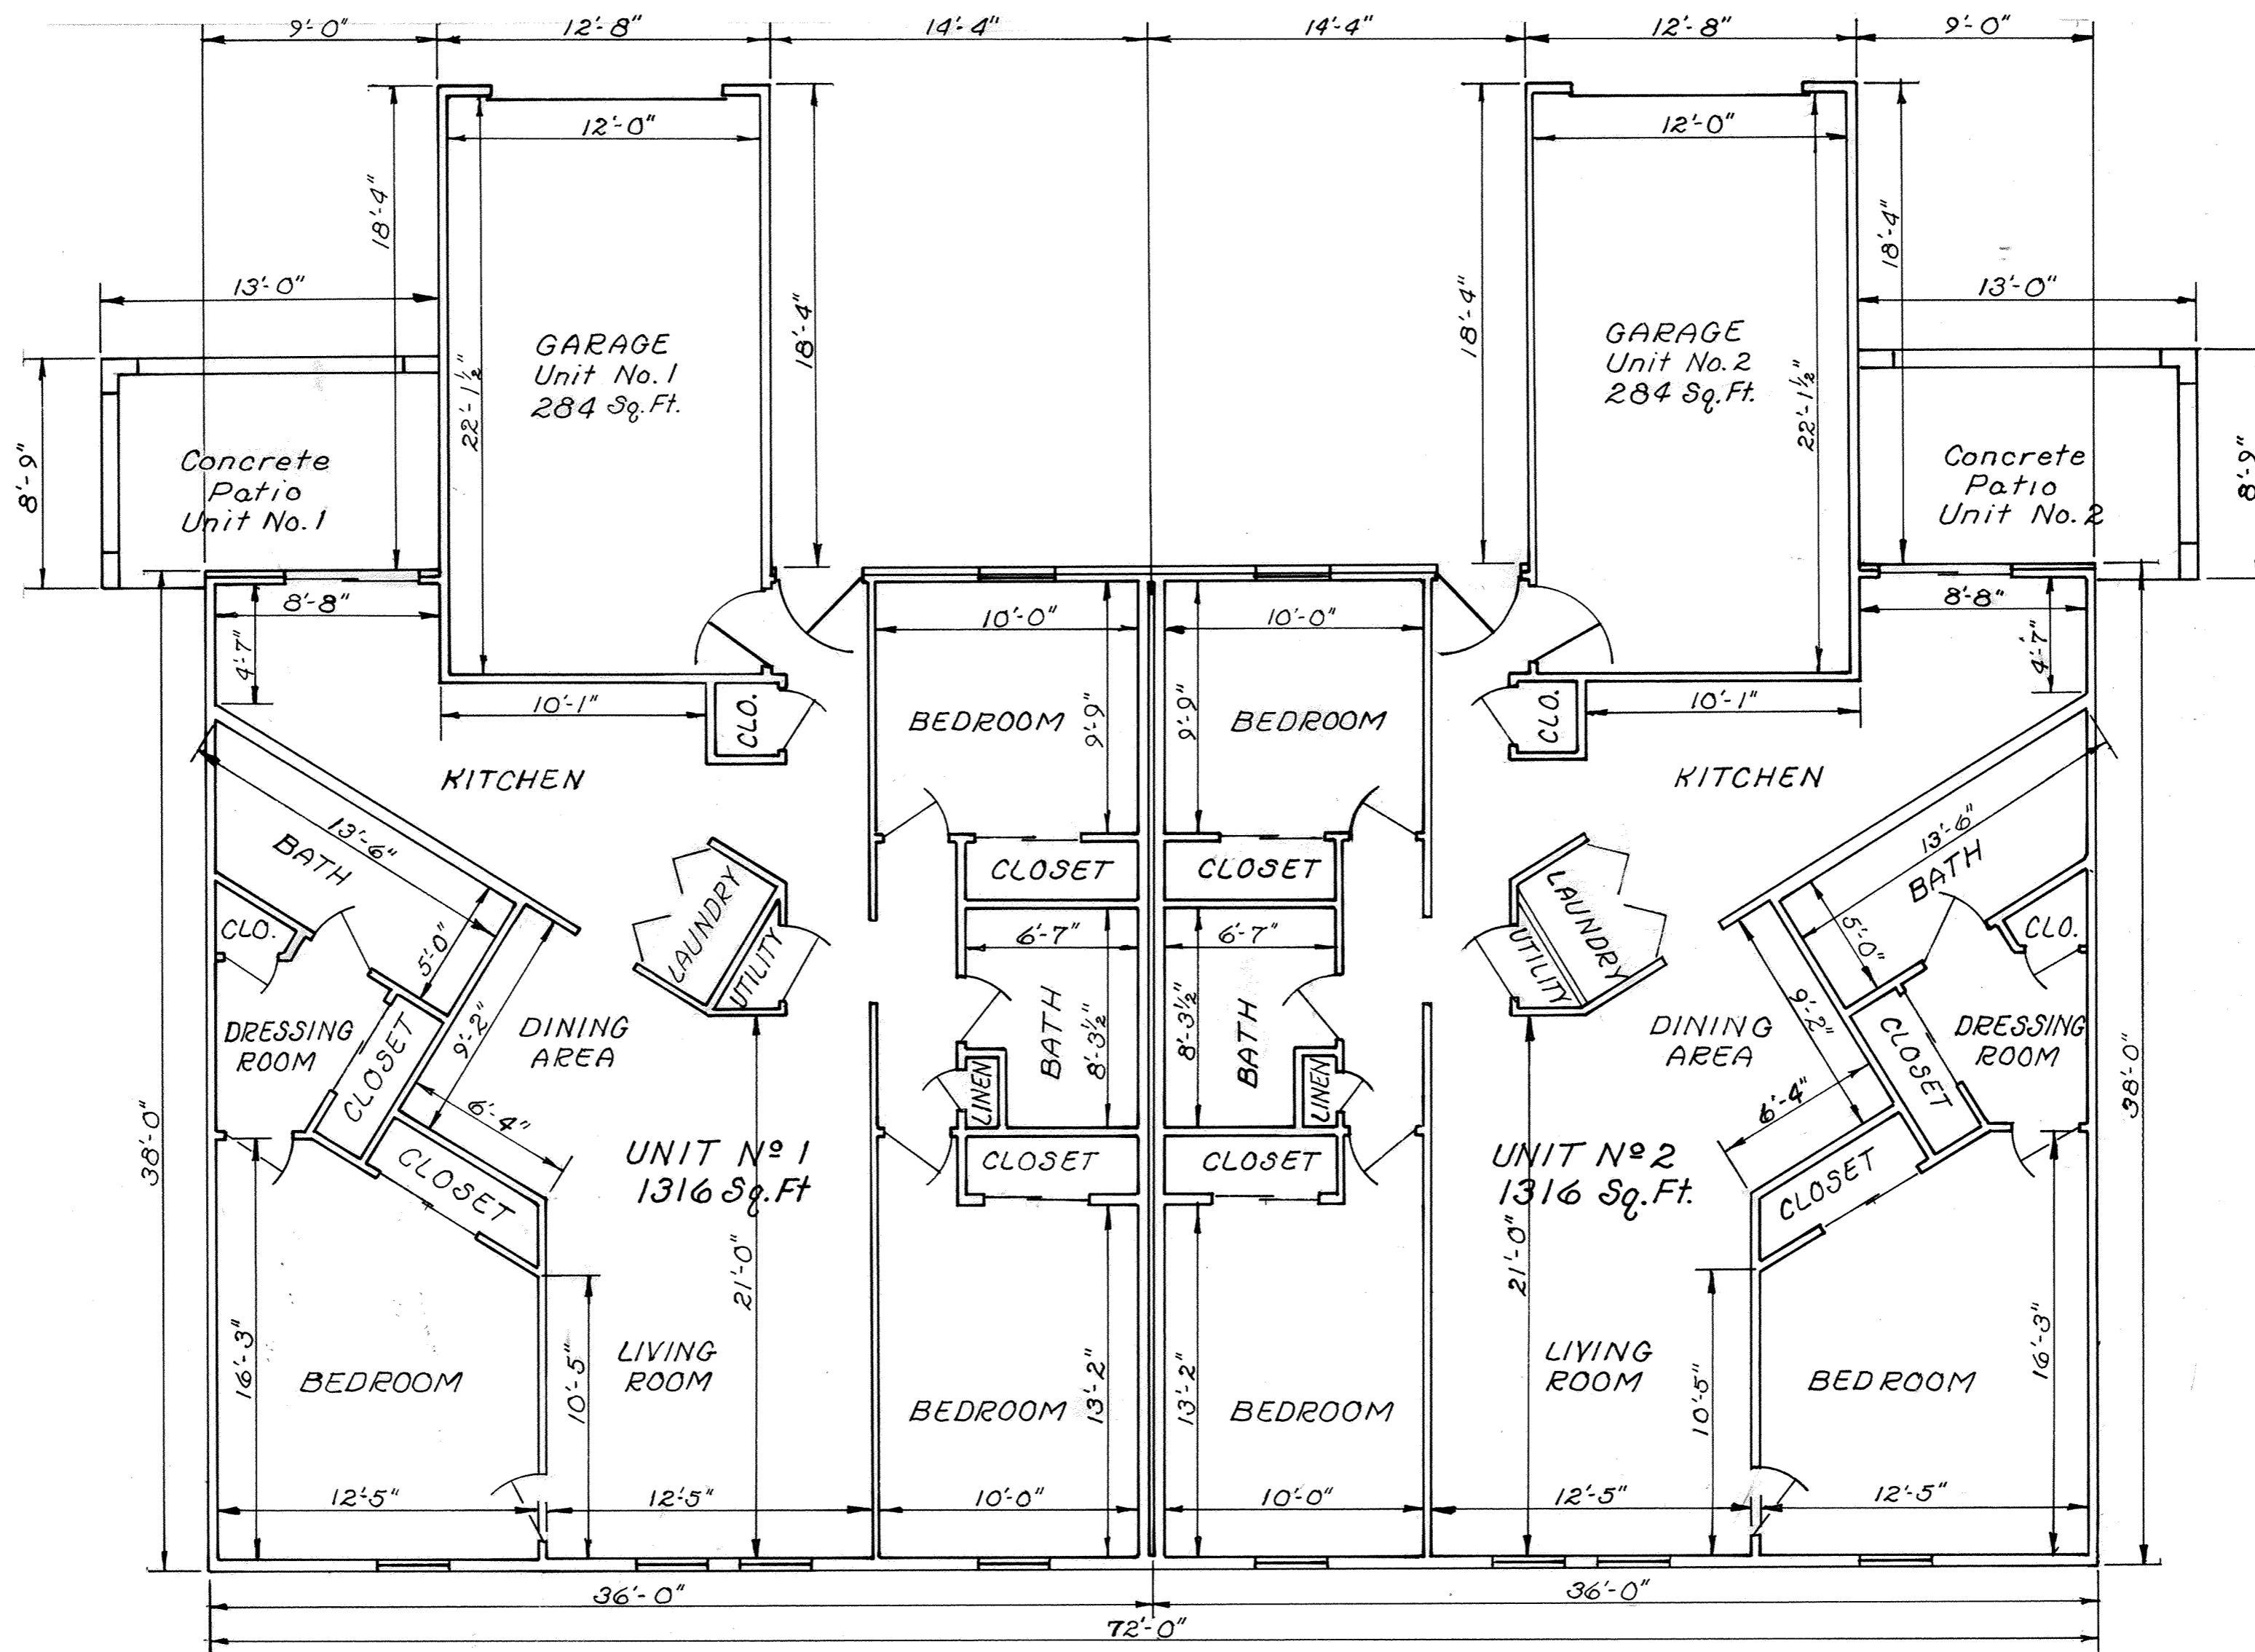 9'-0" 12'-8" 14'-4" 14'-4" 12'-8" 9'-0"
12'-0" 12'-0"
18'-4" 18'-4" 18'-4" 18'-4"
13'-0" 13'-0"
GARAGE
Unit No. 1
284 Sq.Ft.
22'-1½"
GARAGE
Unit No. 2
284 Sq.Ft.
22'-1½"
8'-9"
Concrete
Patio
Unit No. 1
Concrete
Patio
Unit No. 2
8'-9"
8'-8" 10'-0" 10'-0" 8'-8"
4'-7" 4'-7"
10'-1" CLO. BEDROOM 9'-9" 9'-9" BEDROOM CLO. 10'-1"
KITCHEN KITCHEN
13'-6" 13'-6"
BATH BATH
CLOSET CLOSET
LAUNDRY LAUNDRY
CLO. CLO.
5'-0" 5'-0"
UTILITY UTILITY
6'-7" 6'-7"
9'-2" 9'-2"
BATH 8'-3½" 8'-3½" BATH
DRESSING
ROOM
CLOSET
DINING
AREA
DINING
AREA
CLOSET
DRESSING
ROOM
LINEN LINEN
6'-4" 6'-4"
38'-0" 38'-0"
CLOSET CLOSET CLOSET CLOSET
UNIT Nº 1
1316 Sq.Ft
UNIT Nº 2
1316 Sq.Ft.
21'-0" 21'-0"
16'-3" 10'-5" 10'-5" 16'-3"
LIVING
ROOM
LIVING
ROOM
BEDROOM BEDROOM
BEDROOM 13'-2" 13'-2" BEDROOM
12'-5" 12'-5" 10'-0" 10'-0" 12'-5" 12'-5"
36'-0" 36'-0"
72'-0"